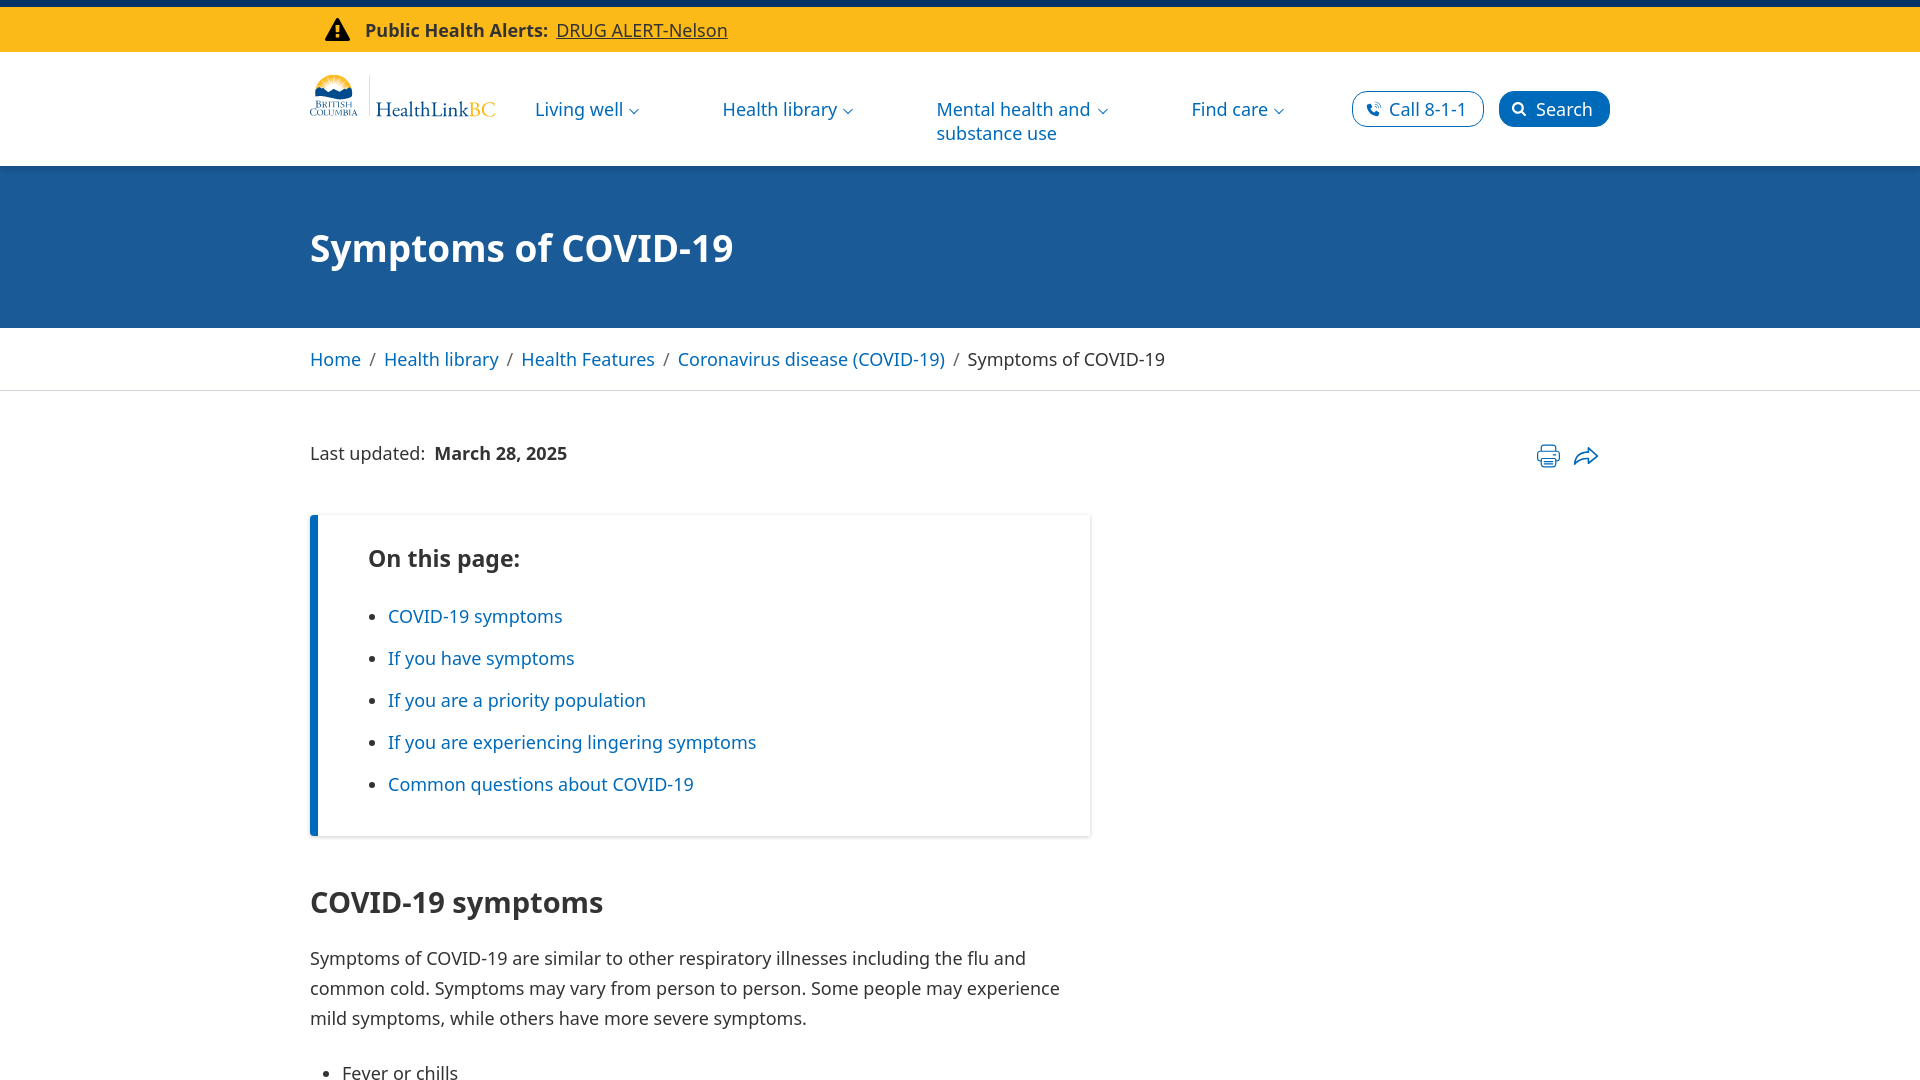 Public Health Alerts: DRUG ALERT-Nelson
BRITISH
COLUMBIA
HealthLinkBC
Living well
Health library
Mental health and
substance use
Find care
Call 8-1-1
Search
Symptoms of COVID-19
Home / Health library / Health Features / Coronavirus disease (COVID-19) / Symptoms of COVID-19
Last updated: March 28, 2025
On this page:
• COVID-19 symptoms
• If you have symptoms
• If you are a priority population
• If you are experiencing lingering symptoms
• Common questions about COVID-19
COVID-19 symptoms
Symptoms of COVID-19 are similar to other respiratory illnesses including the flu and
common cold. Symptoms may vary from person to person. Some people may experience
mild symptoms, while others have more severe symptoms.
• Fever or chills